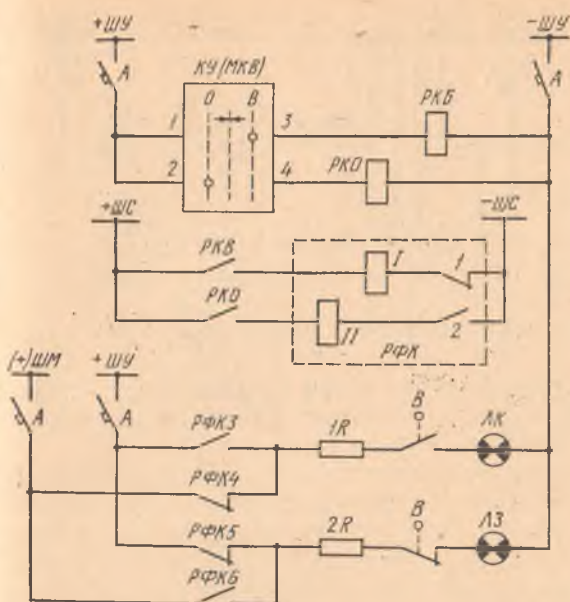 +ШУ
-ШУ
А
КУ(МКВ)
А
О В
1 3 РКБ
2 4 РКО
+ШС
-ШС
РКВ I 1
РКО II 2
РФК
(+)ШМ +ШУ
А А
РФК3 1R В ЛК
РФК4
РФК5 2R В ЛЗ
РФК6